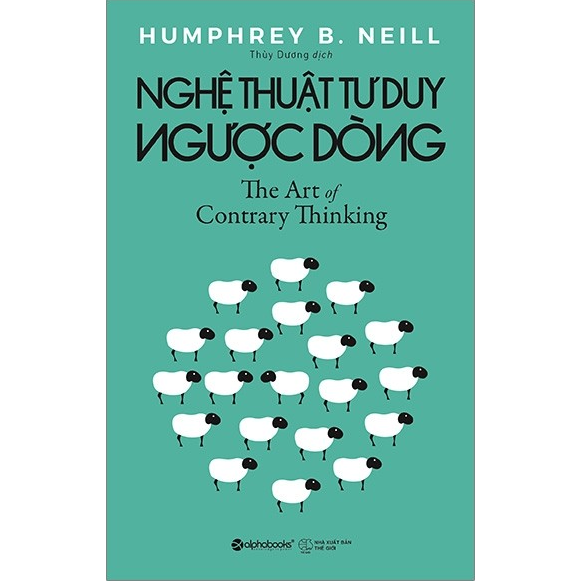 HUMPHREY B. NEILL
Thùy Dương dịch
NGHỆ THUẬT TƯ DUY
NGƯỢC DÒNG
The Art of
Contrary Thinking
alphabooks
NHÀ XUẤT BẢN
THẾ GIỚI